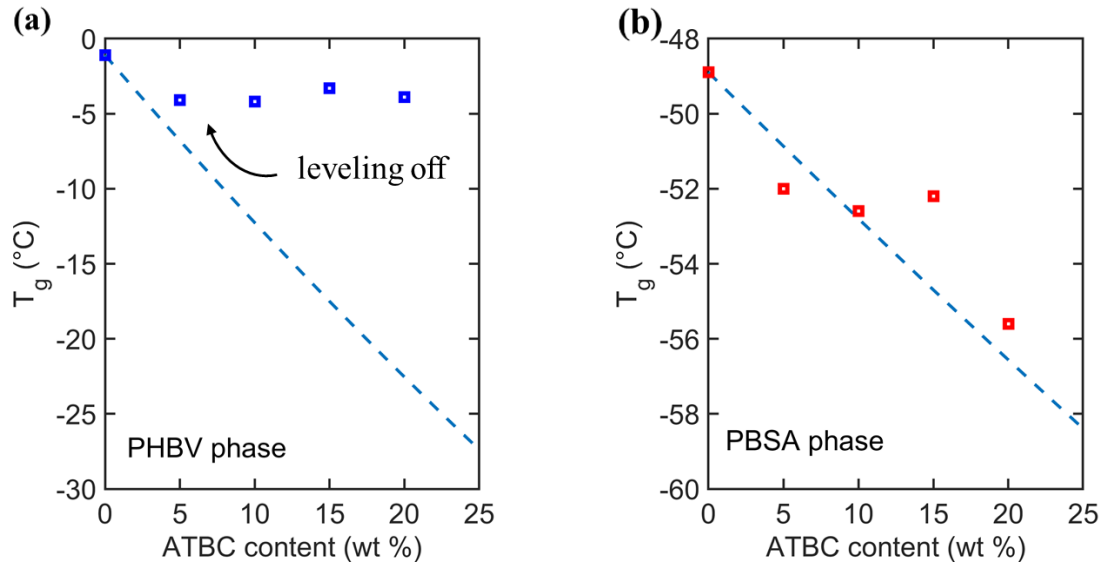 (a)
0
-5
-10
-15
-20
-25
-30
T_g (°C)
leveling off
PHBV phase
0 5 10 15 20 25
ATBC content (wt %)
(b)
-48
-50
-52
-54
-56
-58
-60
T_g (°C)
PBSA phase
0 5 10 15 20 25
ATBC content (wt %)